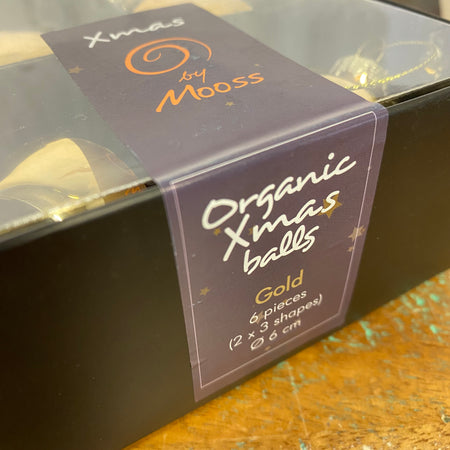 Xmas
by
Mooss
Organic
Xmas
balls
Gold
6 pieces
(2 x 3 shapes)
Ø 6 cm